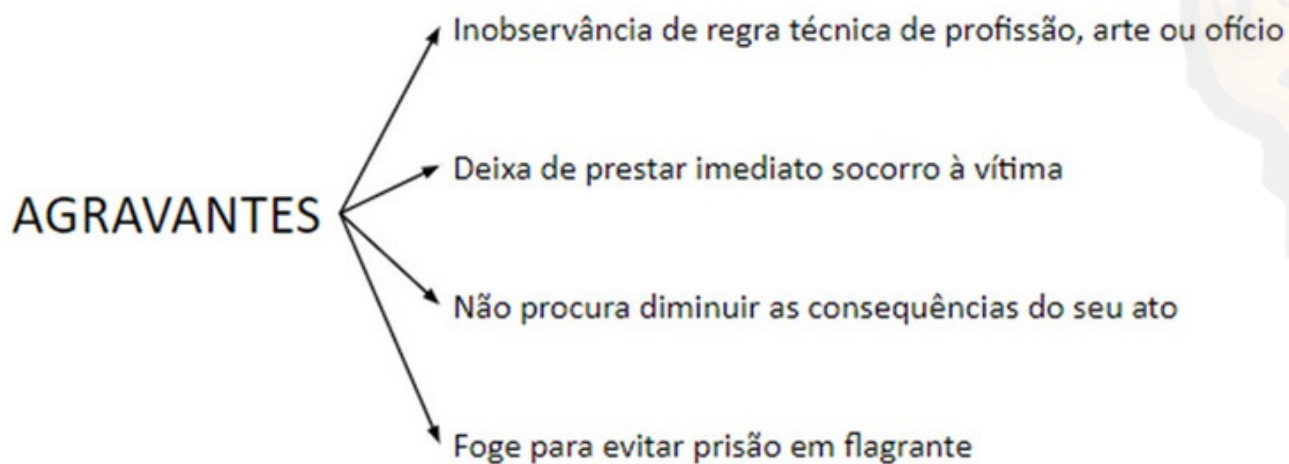 Inobservância de regra técnica de profissão, arte ou ofício
Deixa de prestar imediato socorro à vítima
AGRAVANTES
Não procura diminuir as consequências do seu ato
Foge para evitar prisão em flagrante